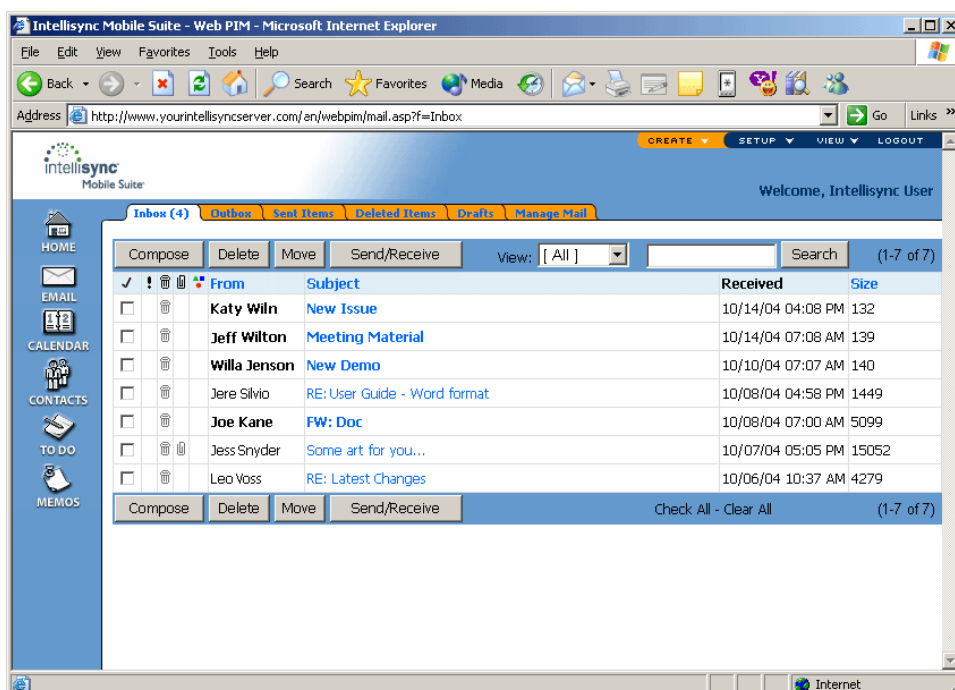 Intellisync Mobile Suite - Web PIM - Microsoft Internet Explorer
File Edit View Favorites Tools Help
Back Search Favorites Media
Address http://www.yourintellisyncserver.com/an/webpim/mail.asp?f=Inbox Go Links »
CREATE SETUP VIEW LOGOUT
intellisync
Mobile Suite
Welcome, Intellisync User
Inbox (4) Outbox Sent Items Deleted Items Drafts Manage Mail
HOME
Compose Delete Move Send/Receive View: [ All ] Search (1-7 of 7)
! From Subject Received Size
EMAIL
Katy Wiln New Issue 10/14/04 04:08 PM 132
Jeff Wilton Meeting Material 10/14/04 07:08 AM 139
CALENDAR
Willa Jenson New Demo 10/10/04 07:07 AM 140
Jere Silvio RE: User Guide - Word format 10/08/04 04:58 PM 1449
CONTACTS
Joe Kane FW: Doc 10/08/04 07:00 AM 5099
Jess Snyder Some art for you... 10/07/04 05:05 PM 15052
TO DO
Leo Voss RE: Latest Changes 10/06/04 10:37 AM 4279
MEMOS
Compose Delete Move Send/Receive Check All - Clear All (1-7 of 7)
Internet